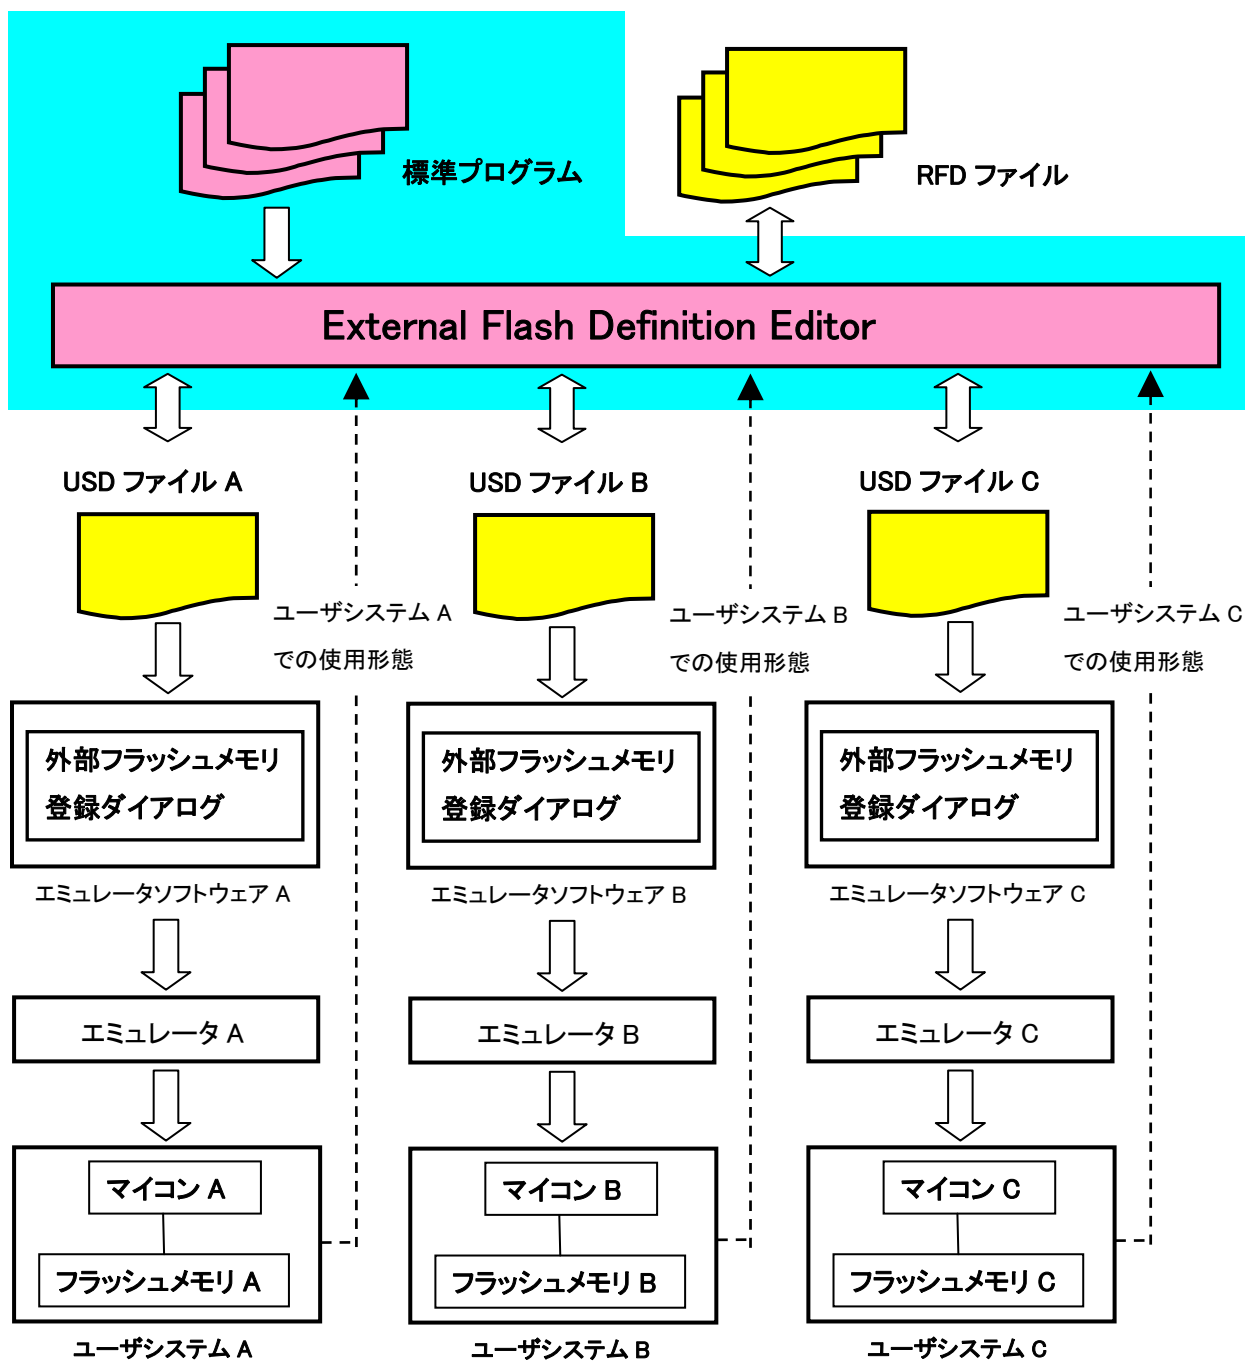 標準プログラム
RFD ファイル
External Flash Definition Editor
USD ファイル A
USD ファイル B
USD ファイル C
ユーザシステム A
での使用形態
ユーザシステム B
での使用形態
ユーザシステム C
での使用形態
外部フラッシュメモリ
登録ダイアログ
外部フラッシュメモリ
登録ダイアログ
外部フラッシュメモリ
登録ダイアログ
エミュレータソフトウェア A
エミュレータソフトウェア B
エミュレータソフトウェア C
エミュレータ A
エミュレータ B
エミュレータ C
マイコン A
マイコン B
マイコン C
フラッシュメモリ A
フラッシュメモリ B
フラッシュメモリ C
ユーザシステム A
ユーザシステム B
ユーザシステム C